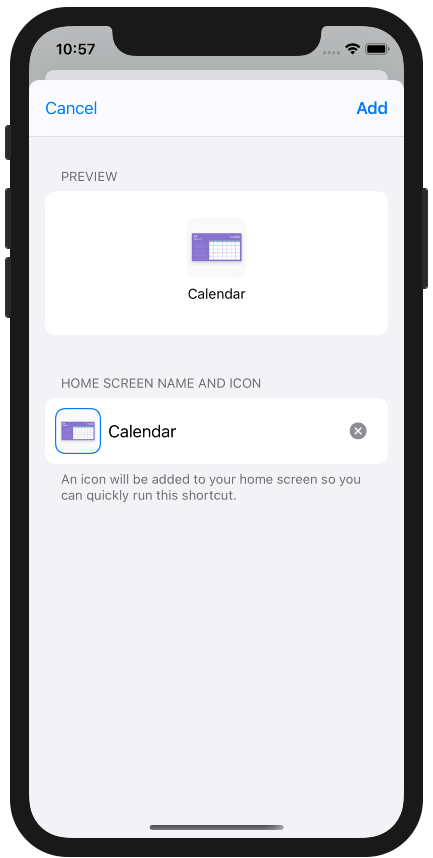 10:57
Cancel
Add
PREVIEW
Calendar
HOME SCREEN NAME AND ICON
Calendar
An icon will be added to your home screen so you
can quickly run this shortcut.